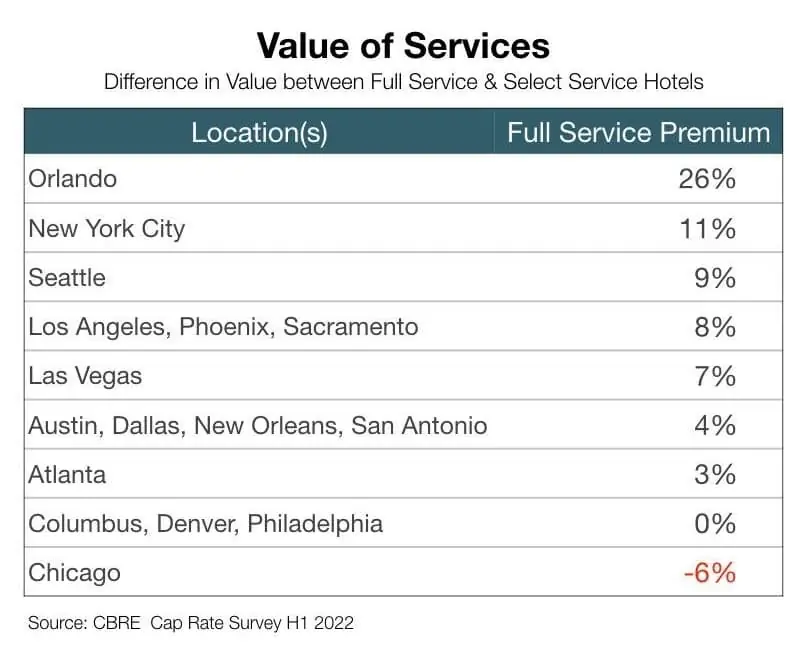 Value of Services
Difference in Value between Full Service & Select Service Hotels
Location(s) Full Service Premium
Orlando 26%
New York City 11%
Seattle 9%
Los Angeles, Phoenix, Sacramento 8%
Las Vegas 7%
Austin, Dallas, New Orleans, San Antonio 4%
Atlanta 3%
Columbus, Denver, Philadelphia 0%
Chicago -6%
Source: CBRE Cap Rate Survey H1 2022